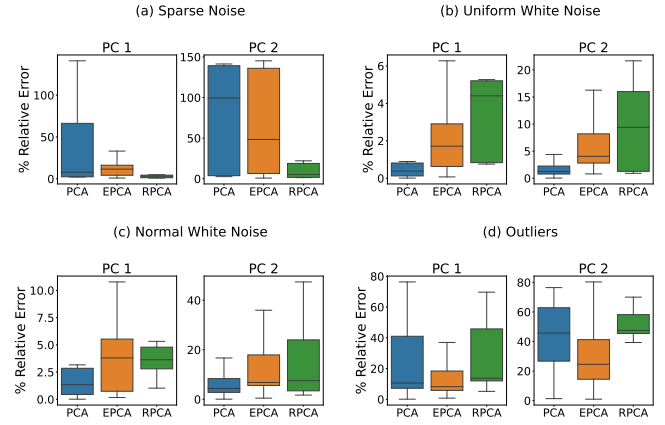 (a) Sparse Noise
(b) Uniform White Noise
PC 1
PC 2
PC 1
PC 2
% Relative Error
100
50
0
150
100
50
0
% Relative Error
6
4
2
0
20
15
10
5
0
PCA EPCA RPCA
PCA EPCA RPCA
PCA EPCA RPCA
PCA EPCA RPCA
(c) Normal White Noise
(d) Outliers
PC 1
PC 2
PC 1
PC 2
% Relative Error
10.0
7.5
5.0
2.5
0.0
40
20
0
% Relative Error
80
60
40
20
0
80
60
40
20
0
PCA EPCA RPCA
PCA EPCA RPCA
PCA EPCA RPCA
PCA EPCA RPCA